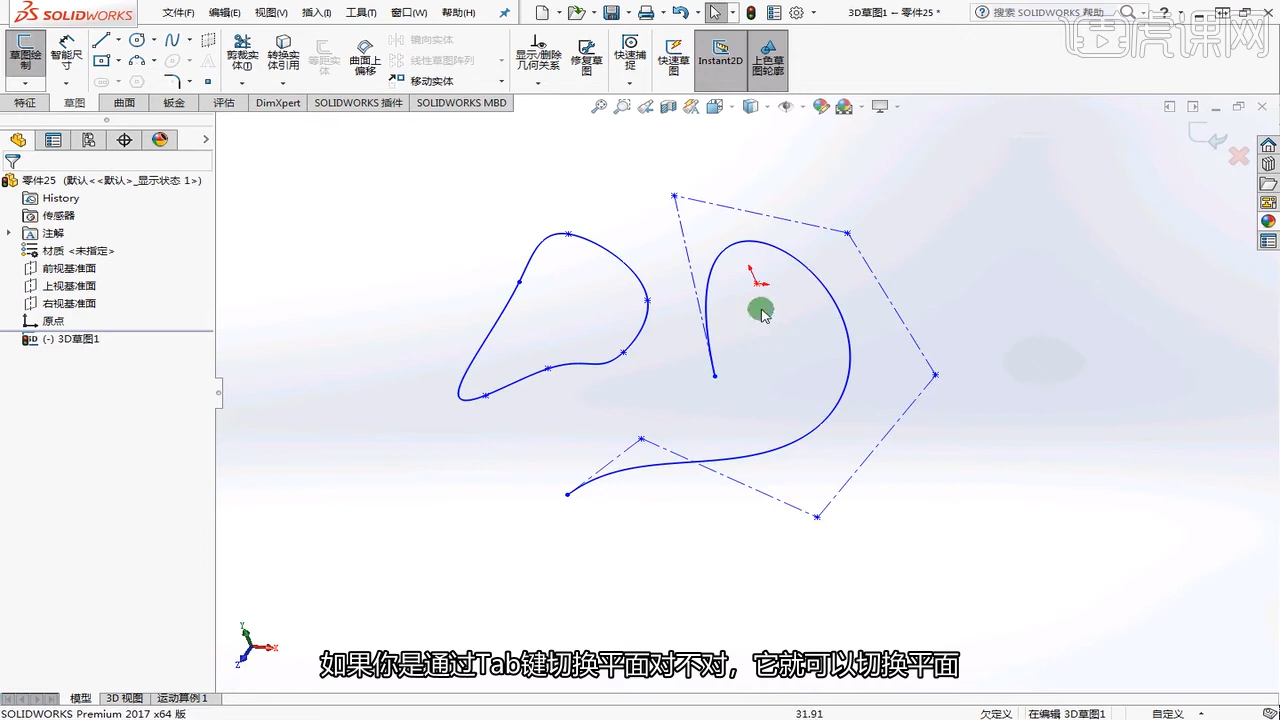 SOLIDWORKS 文件(F) 编辑(E) 视图(V) 插入(I) 工具(T) 窗口(W) 帮助(H) 3D草图1 — 零件25 * 搜索 SOLIDWORKS 帮助
虎课网
草图绘制 智能尺寸 剪裁实体(T) 转换实体引用 等距实体 曲面上偏移 镜向实体 线性草图阵列 移动实体 显示/删除几何关系 修复草图 快速捕捉 快速草图 Instant2D 上色草图轮廓
特征 草图 曲面 钣金 评估 DimXpert SOLIDWORKS 插件 SOLIDWORKS MBD
零件25 (默认<<默认>_显示状态 1>)
History
传感器
注解
材质 <未指定>
前视基准面
上视基准面
右视基准面
原点
(-) 3D草图1
Y
X
Z
如果你是通过Tab键切换平面对不对，它就可以切换平面
模型 3D 视图 运动算例 1
SOLIDWORKS Premium 2017 x64 版 31.91 欠定义 在编辑 3D草图1 自定义